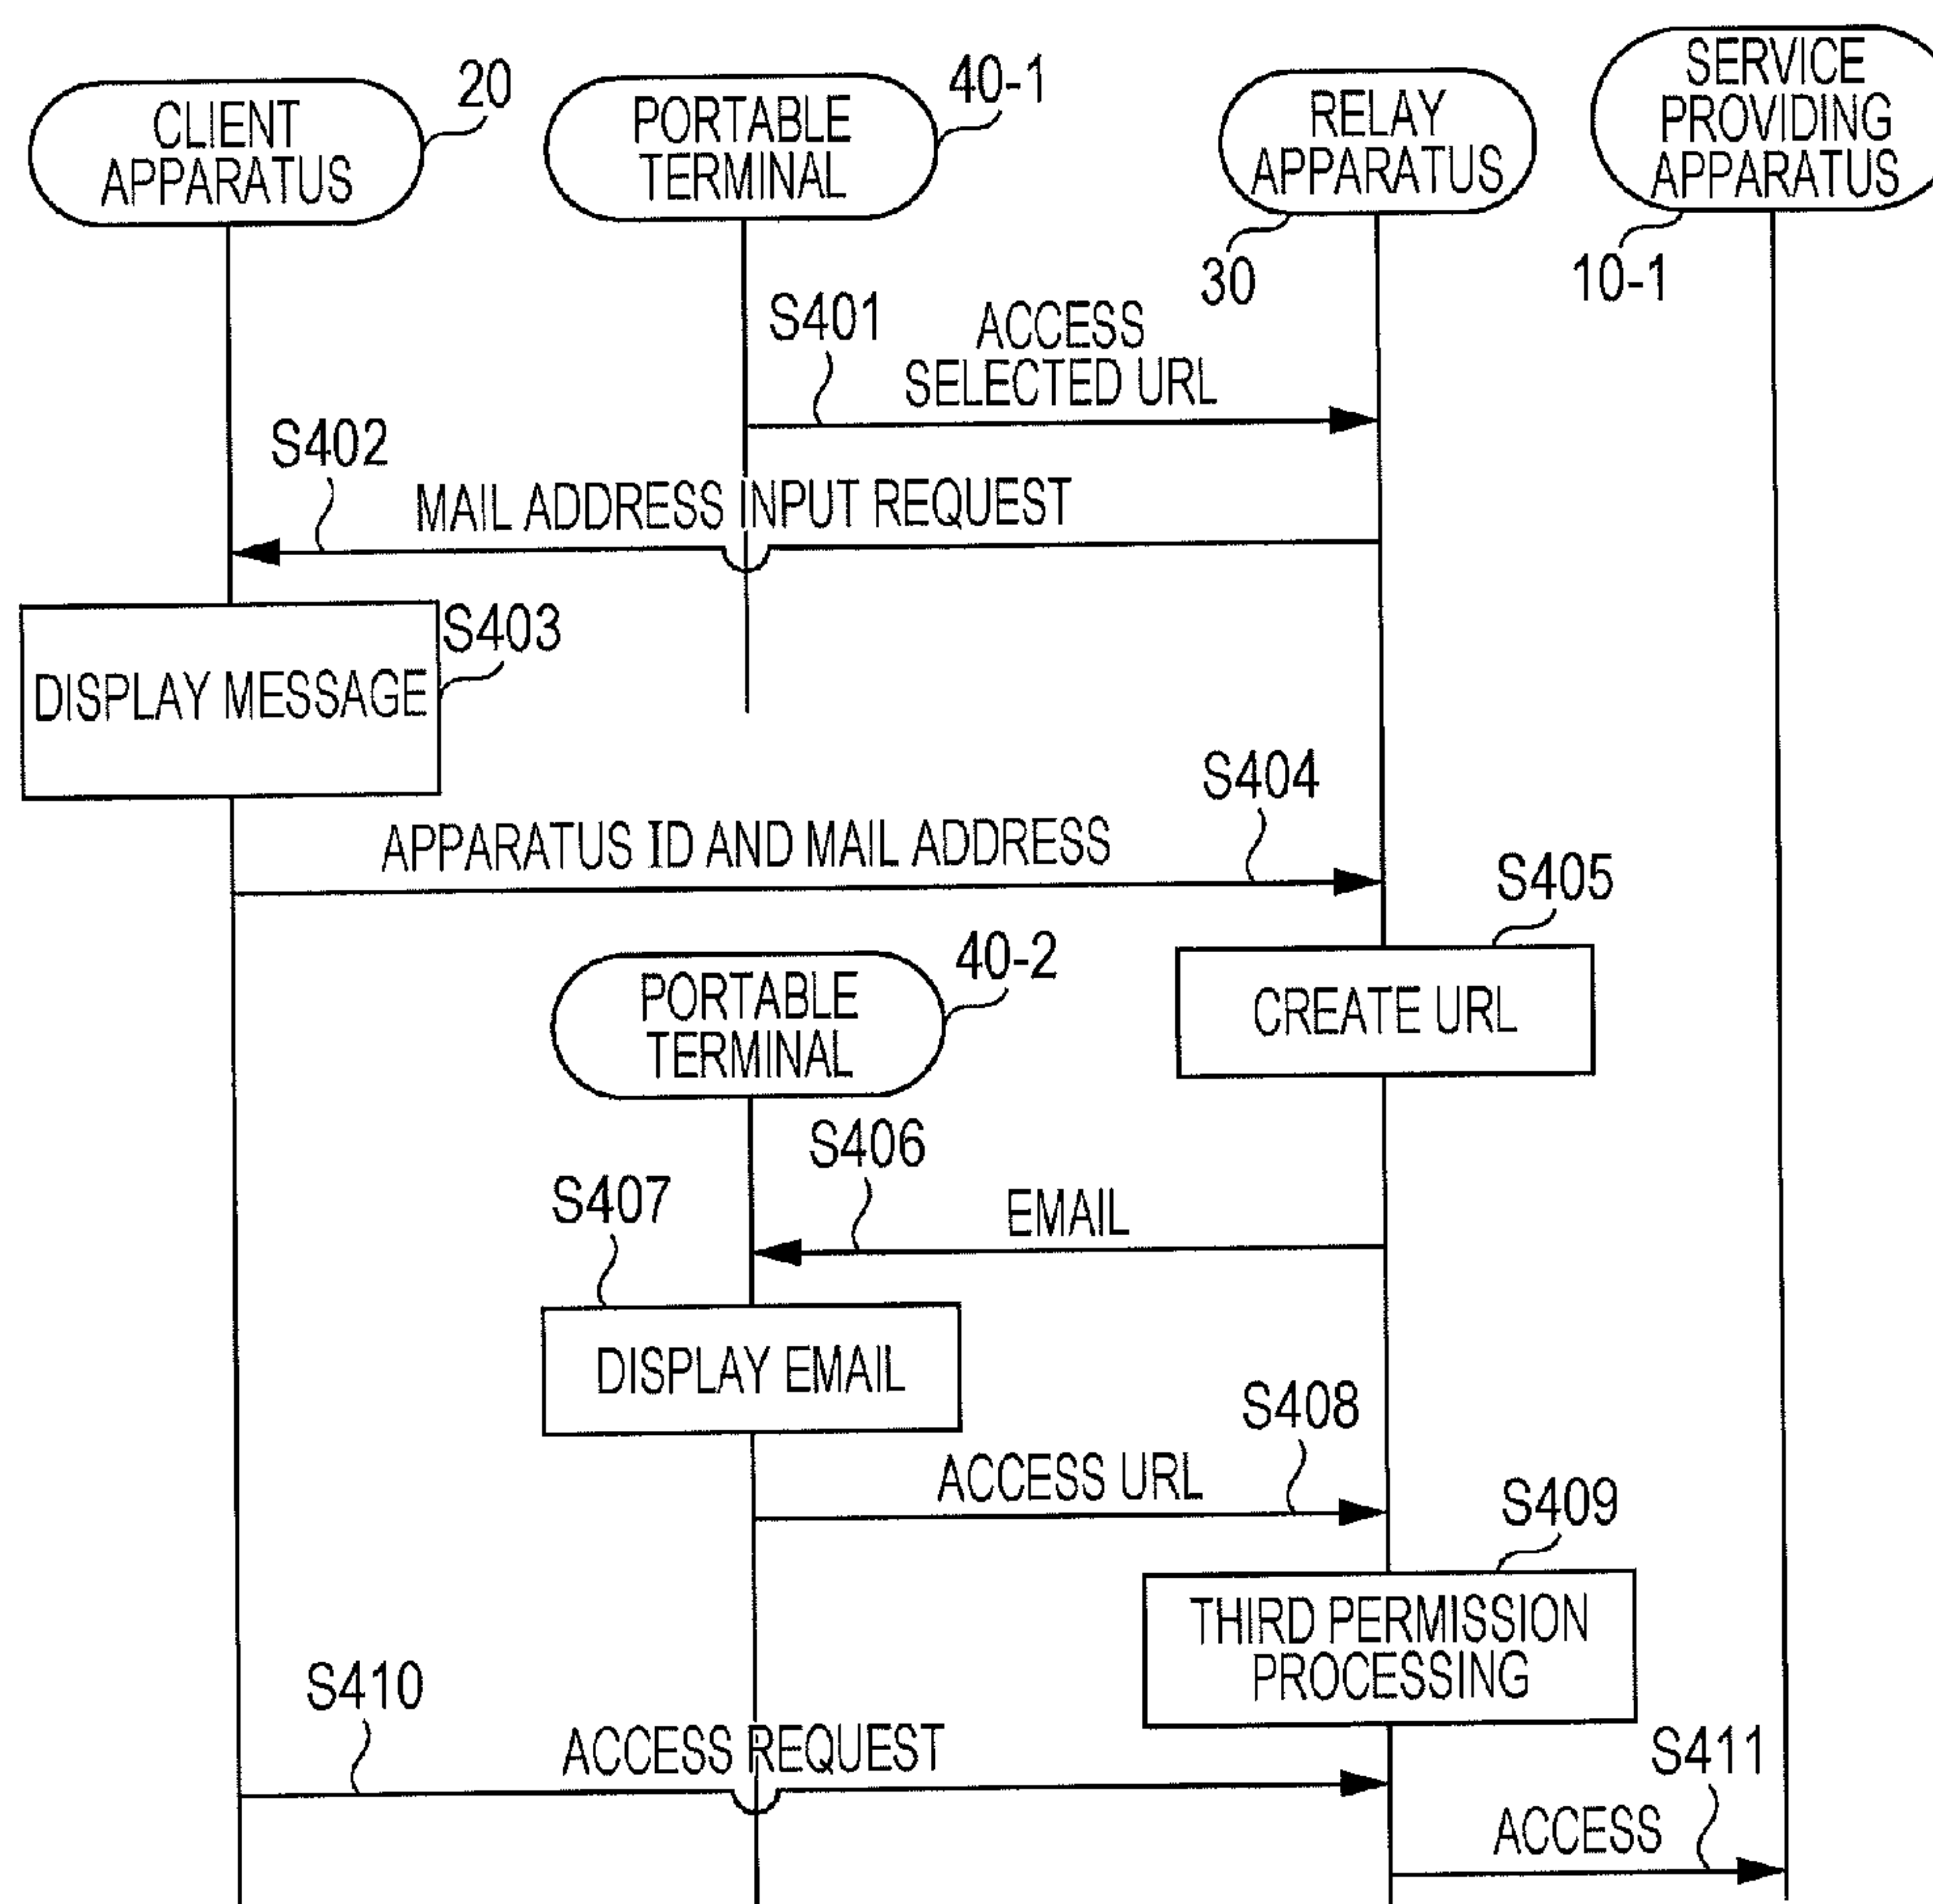 CLIENT
APPARATUS
20
PORTABLE
TERMINAL
40-1
RELAY
APPARATUS
30
SERVICE
PROVIDING
APPARATUS
10-1
S401
ACCESS
SELECTED URL
S402
MAIL ADDRESS INPUT REQUEST
S403
DISPLAY MESSAGE
S404
APPARATUS ID AND MAIL ADDRESS
S405
CREATE URL
PORTABLE
TERMINAL
40-2
S406
EMAIL
S407
DISPLAY EMAIL
S408
ACCESS URL
S409
THIRD PERMISSION
PROCESSING
S410
ACCESS REQUEST
S411
ACCESS